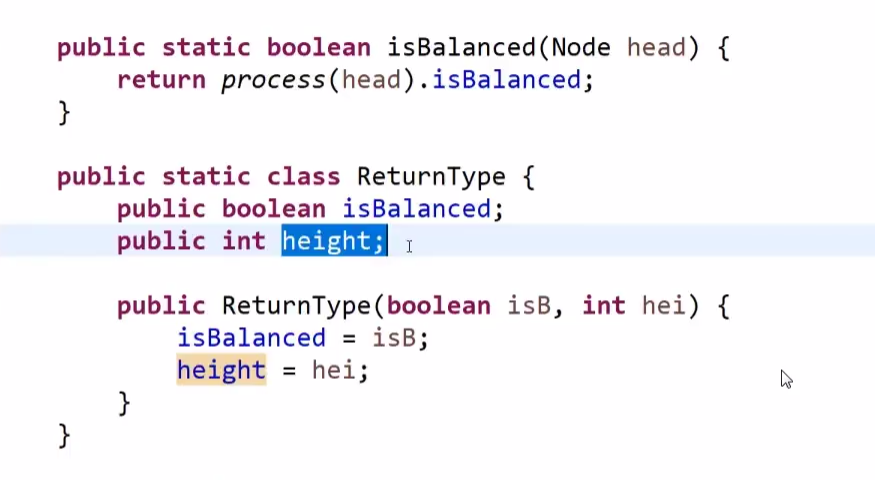 public static boolean isBalanced(Node head) {
return process(head).isBalanced;
}
public static class ReturnType {
public boolean isBalanced;
public int height;
public ReturnType(boolean isB, int hei) {
isBalanced = isB;
height = hei;
}
}